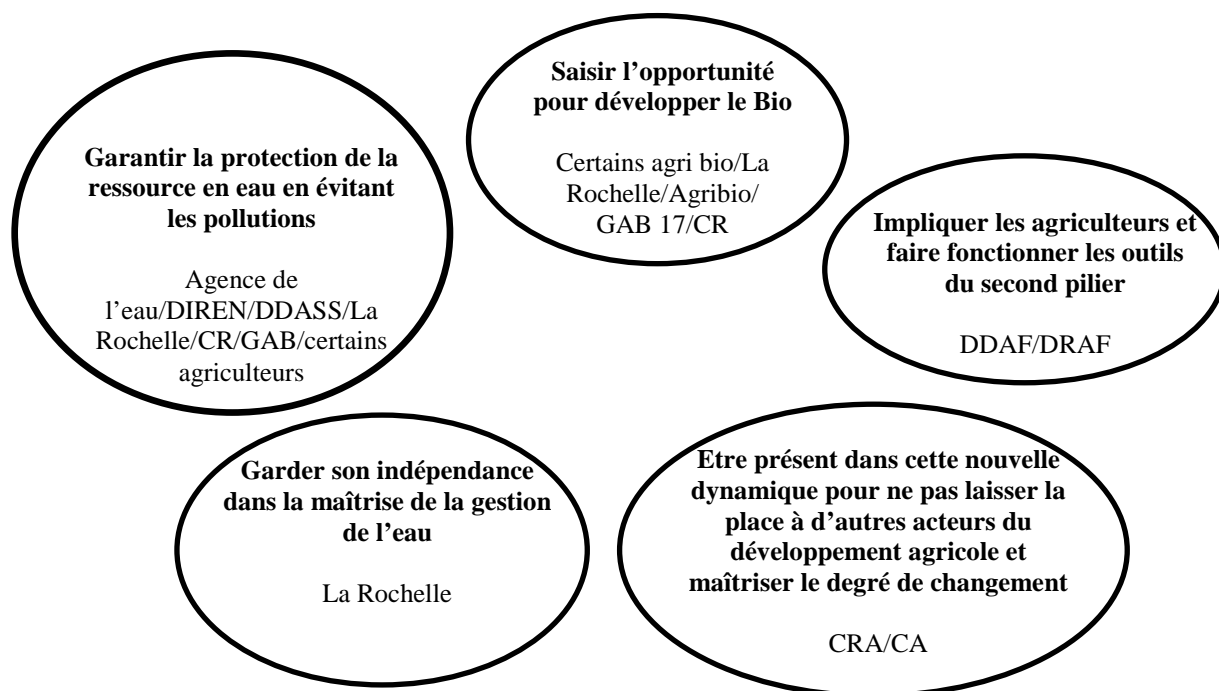 Saisir l’opportunité
pour développer le Bio
Certains agri bio/La
Rochelle/Agribio/
GAB 17/CR
Garantir la protection de la
ressource en eau en évitant
les pollutions
Agence de
l’eau/DIREN/DDASS/La
Rochelle/CR/GAB/certains
agriculteurs
Impliquer les agriculteurs et
faire fonctionner les outils
du second pilier
DDAF/DRAF
Garder son indépendance
dans la maîtrise de la gestion
de l’eau
La Rochelle
Etre présent dans cette nouvelle
dynamique pour ne pas laisser la
place à d’autres acteurs du
développement agricole et
maîtriser le degré de changement
CRA/CA